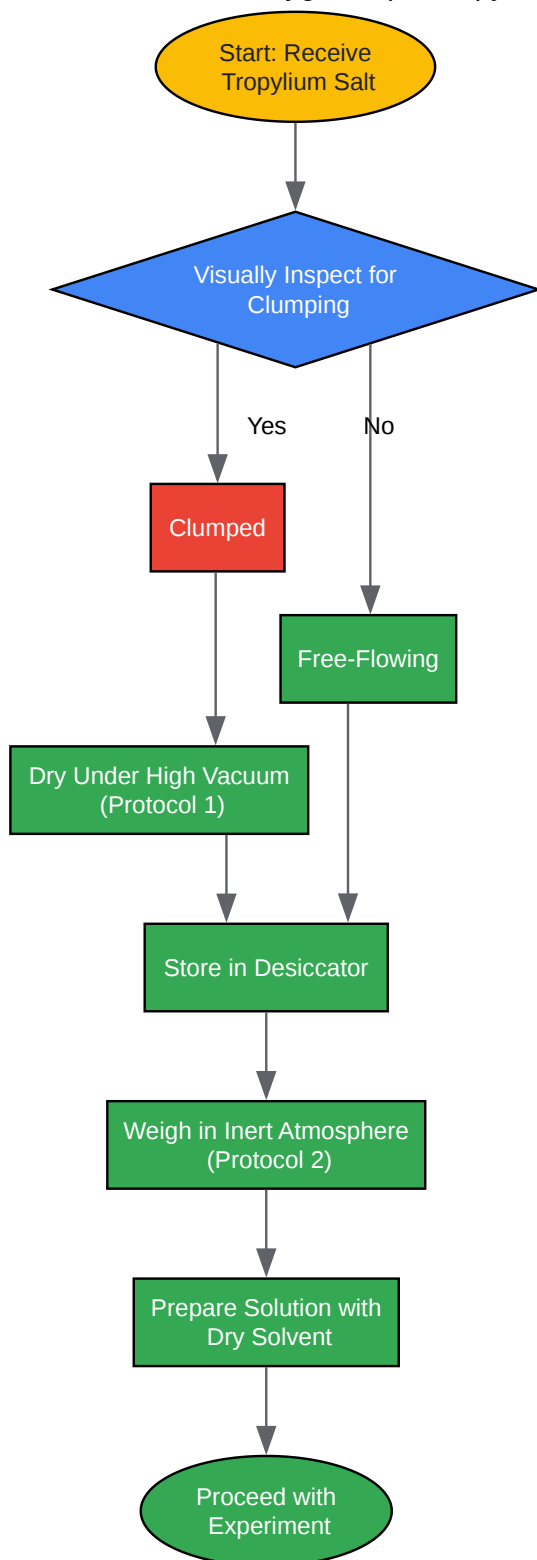 Start: Receive
Tropylium Salt
Visually Inspect for
Clumping
Yes
No
Clumped
Free-Flowing
Dry Under High Vacuum
(Protocol 1)
Store in Desiccator
Weigh in Inert Atmosphere
(Protocol 2)
Prepare Solution with
Dry Solvent
Proceed with
Experiment